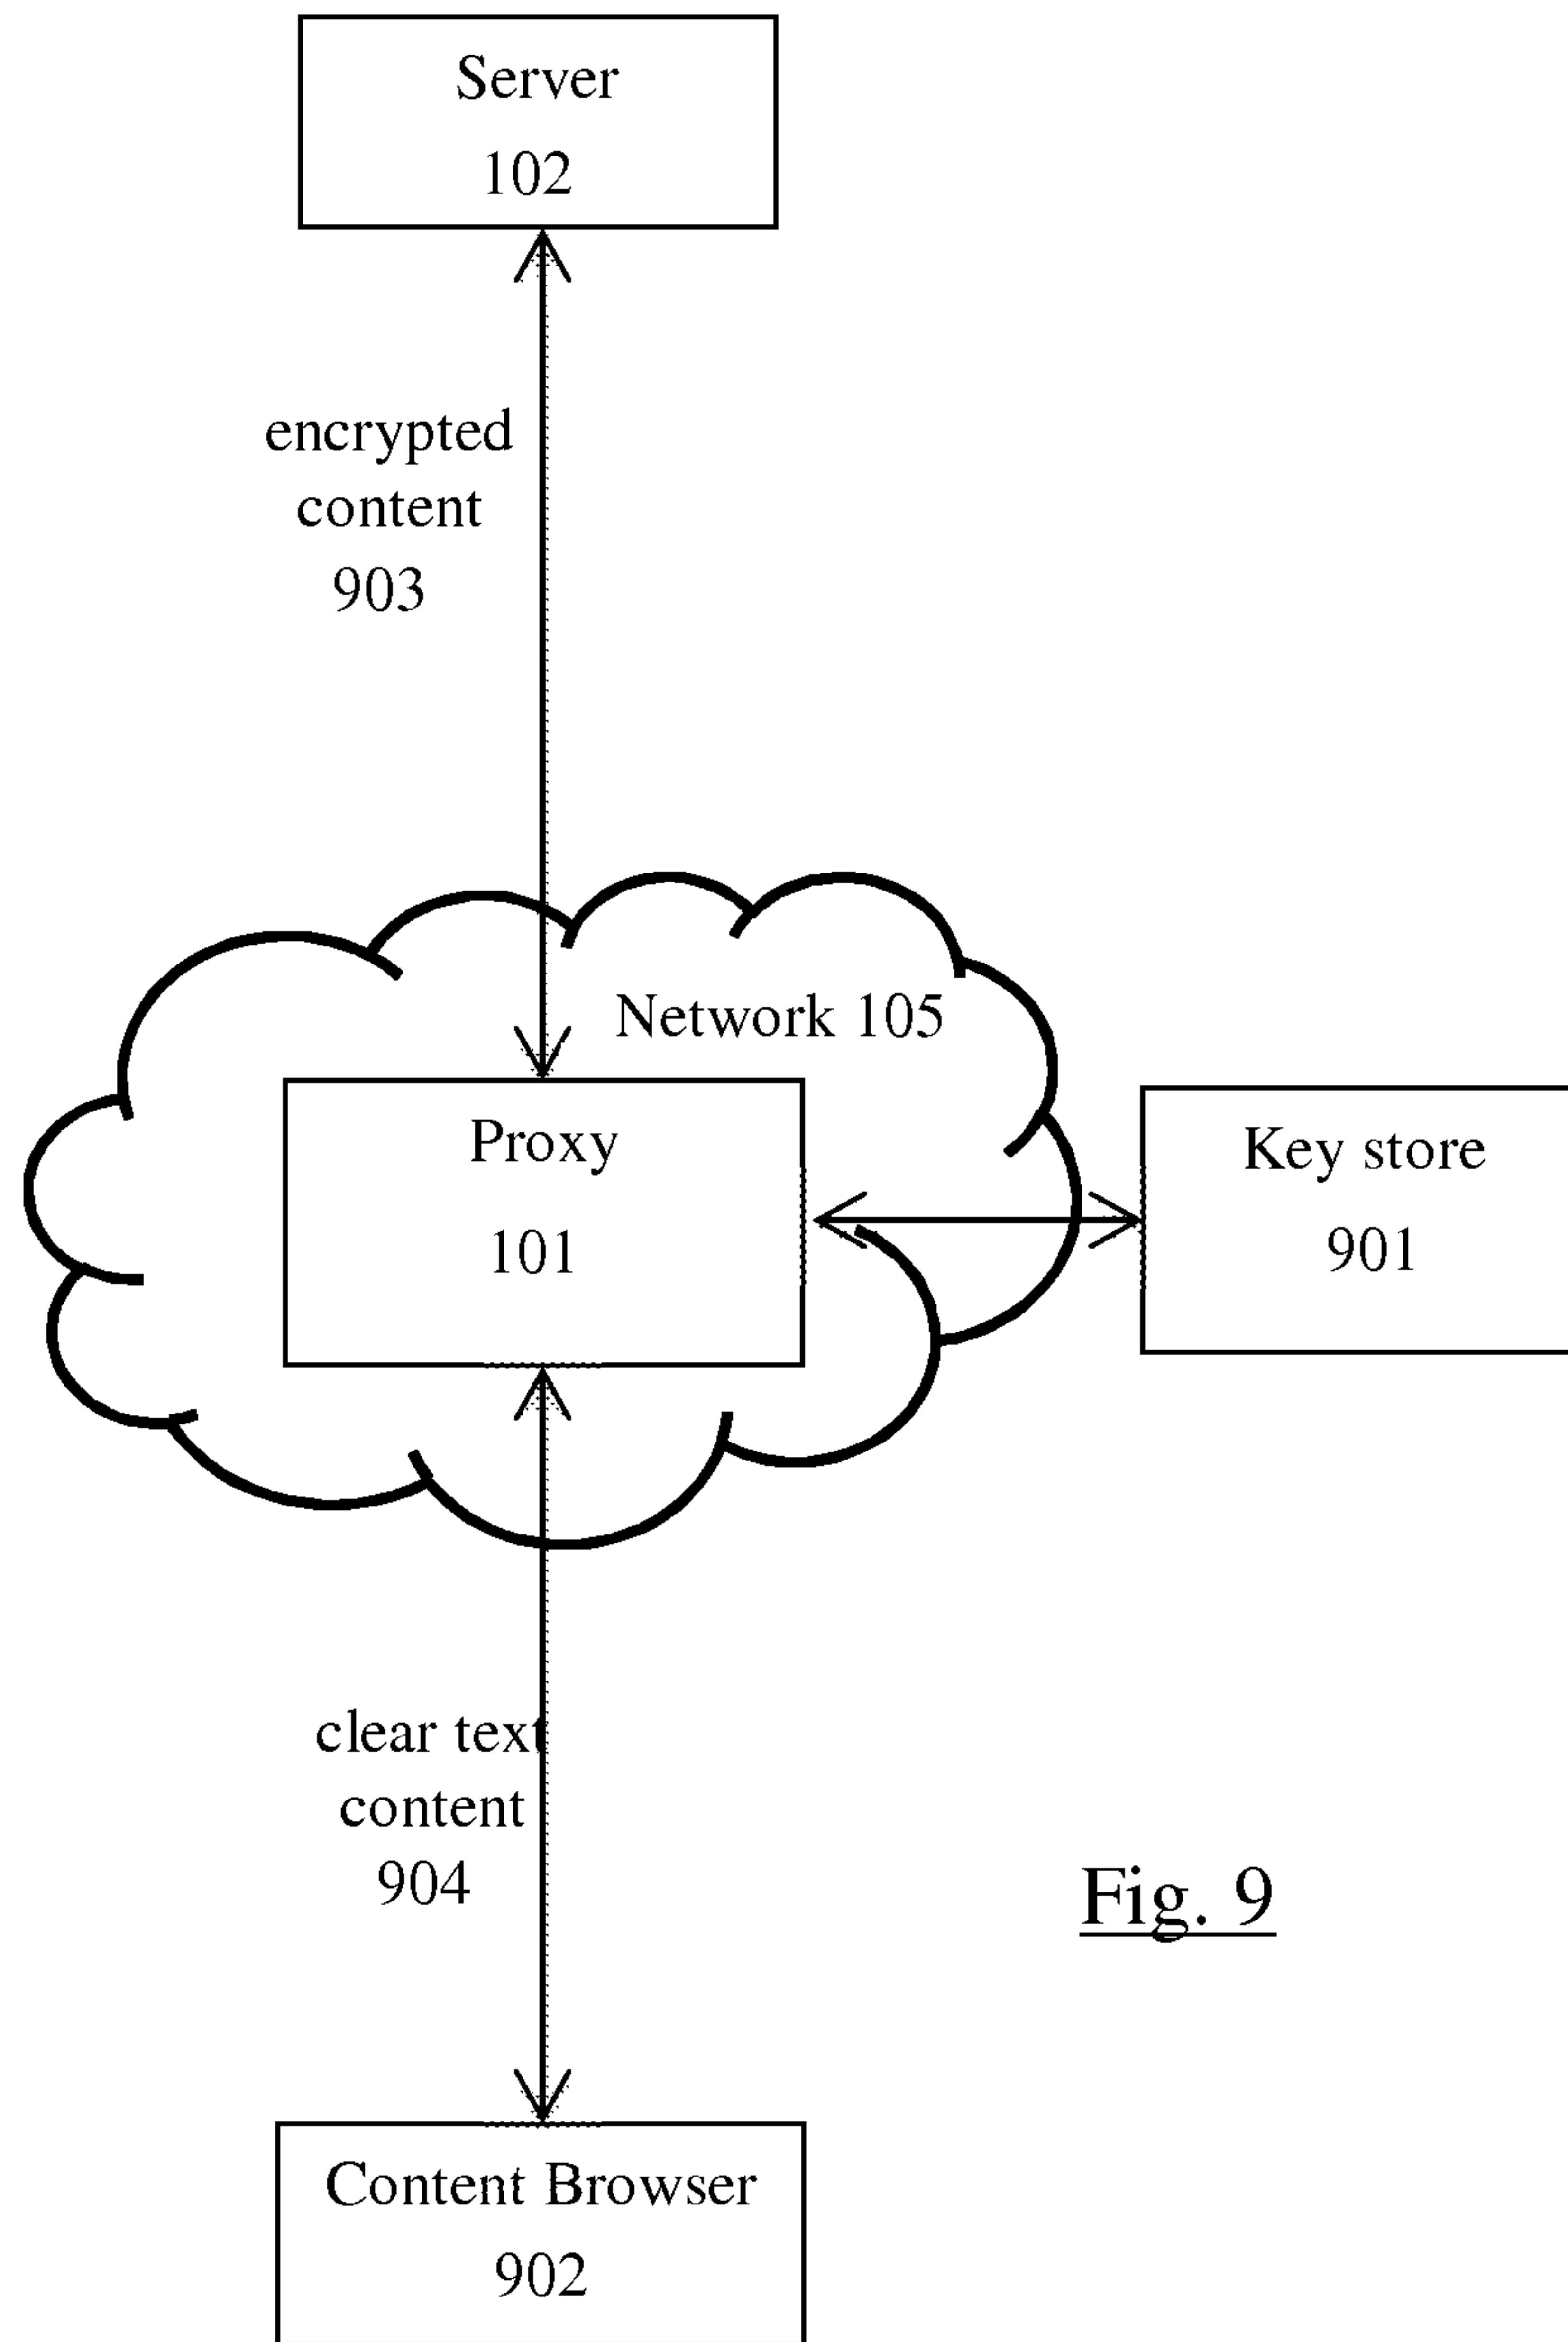 Server
102
encrypted
content
903
Network 105
Proxy
101
Key store
901
clear text
content
904
Fig. 9
Content Browser
902